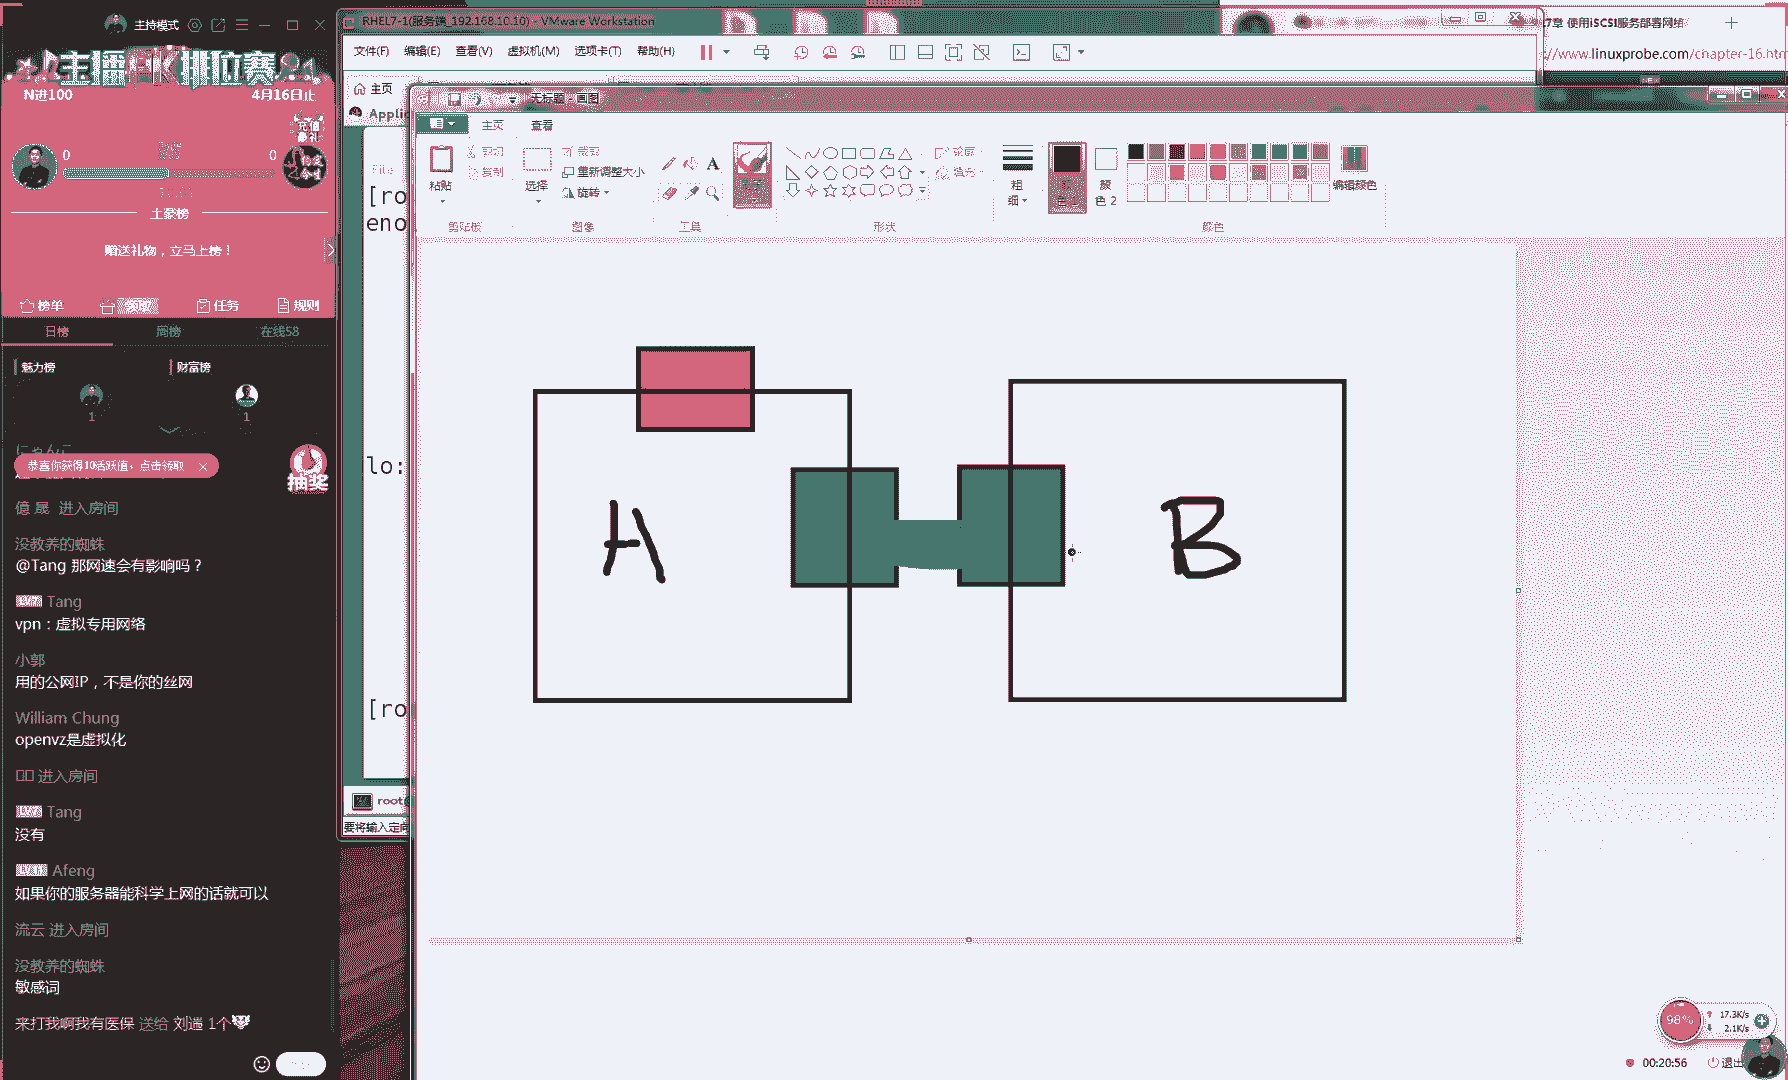 主持模式
主播PK排位赛
N进100
4月16日止
0
0
土豪榜
赠送礼物，立马上榜！
榜单
任务
规则
日榜
周榜
在线58
魅力榜
财富榜
1
1
恭喜你获得10活跃值，点击领取
抽奖
億 晟 进入房间
没教养的蜘蛛
@Tang 那网速会有影响吗？
Tang
vpn：虚拟专用网络
小郭
用的公网IP，不是你的丝网
William Chung
openvz是虚拟化
进入房间
Tang
没有
Afeng
如果你的服务器能科学上网的话就可以
流云 进入房间
没教养的蜘蛛
敏感词
来打我啊我有医保 送给 刘遄 1个
RHEL7-1(服务端_192.168.10.10) - VMware Workstation
文件(F) 编辑(E) 查看(V) 虚拟机(M) 选项卡(T) 帮助(H)
主页
Applic
[ro
eno
lo:
[ro
root@
要将输入定向
7章 使用iSCSI服务部署网络
://www.linuxprobe.com/chapter-16.htm
无标题 - 画图
主页
查看
粘贴
剪切
复制
剪贴板
选择
裁剪
重新调整大小
旋转
图像
A
工具
形状
轮廓
填充
粗
细
颜
色 2
编辑颜色
颜色
A
B
98%
17.3K/s
2.1K/s
00:20:56
退出